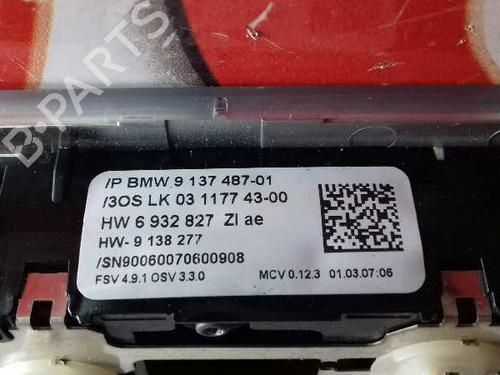 B-PARTS
/P BMW 9 137 487-01
/3OS LK 03 1177 43-00
HW 6 932 827 ZI ae
HW- 9 138 277
/SN90060070600908
FSV 4.9.1 OSV 3.3.0 MCV 0.12.3 01.03.07;06